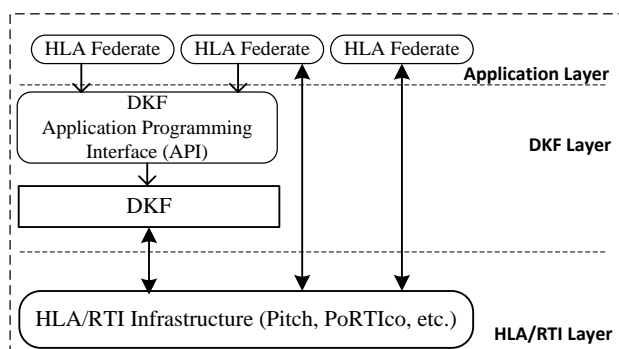 HLA Federate
HLA Federate
HLA Federate
Application Layer
DKF
Application Programming
Interface (API)
DKF Layer
DKF
HLA/RTI Infrastructure (Pitch, PoRTIco, etc.)
HLA/RTI Layer